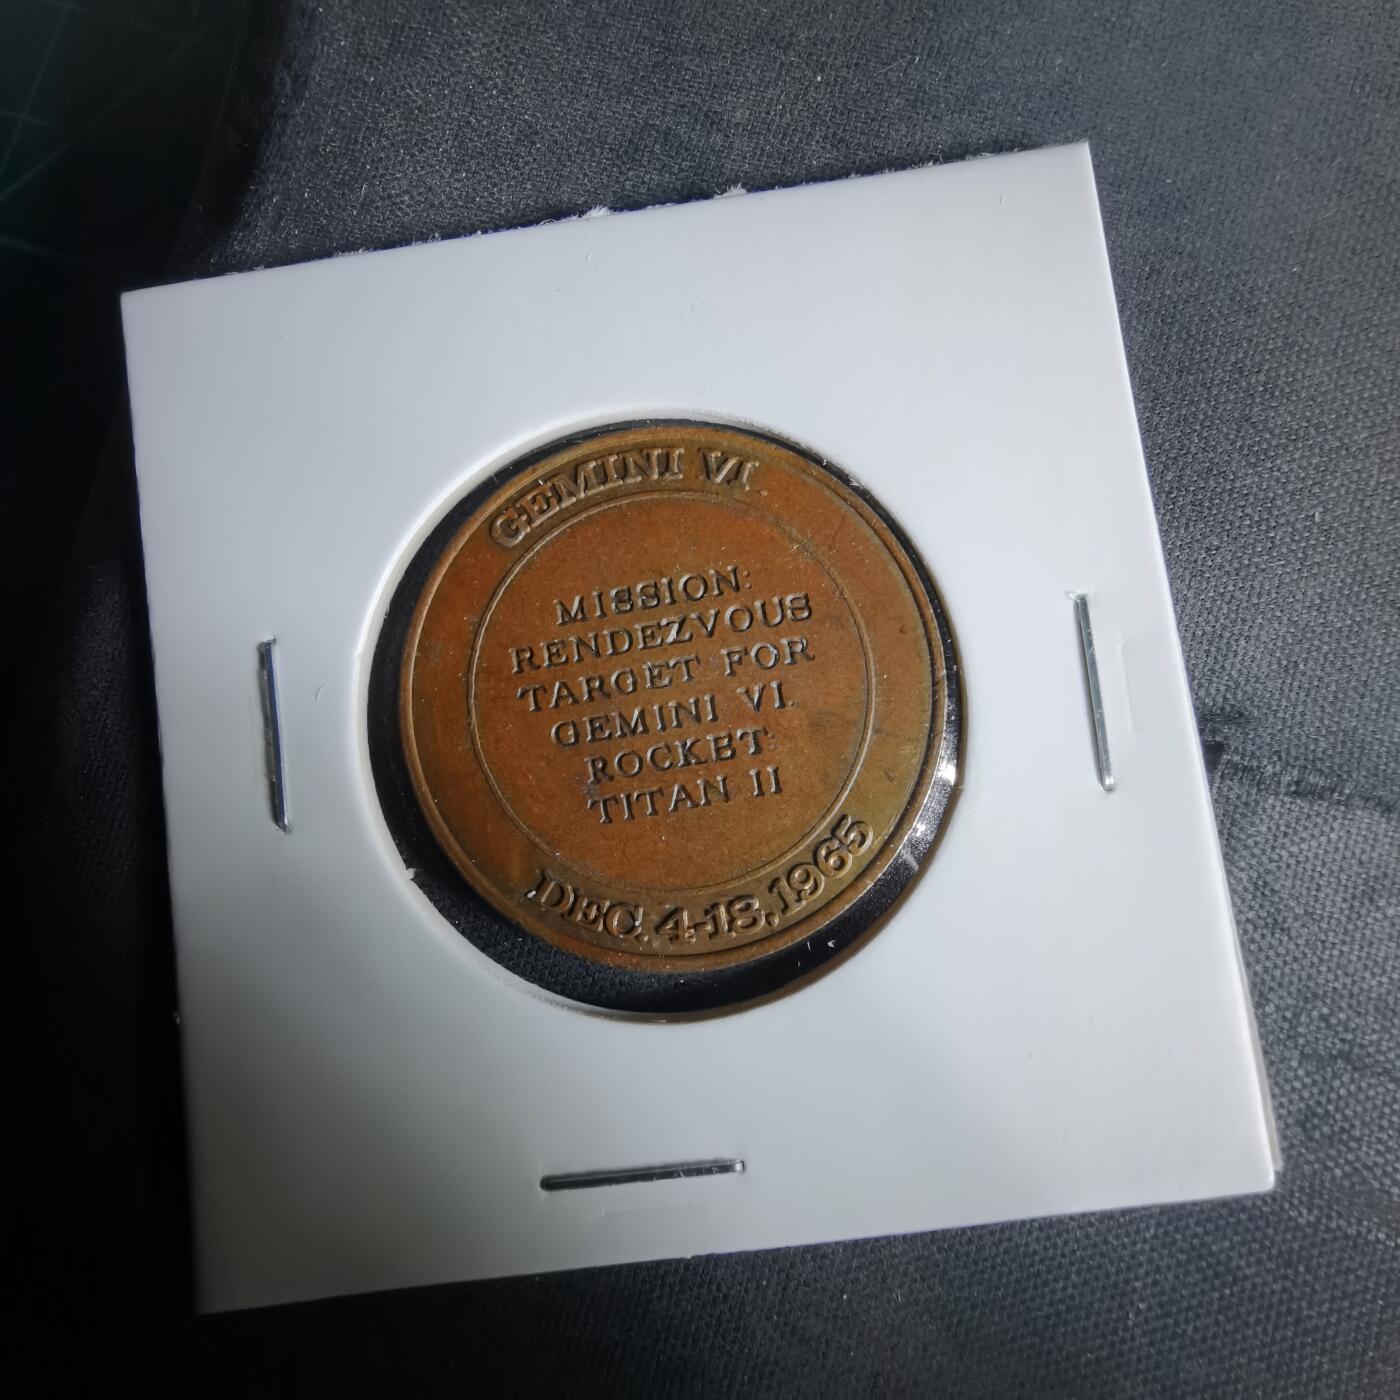 GEMINI VI.
MISSION:
RENDEZVOUS
TARGET FOR
GEMINI VI.
ROCKET:
TITAN II
DEC. 4-18, 1965